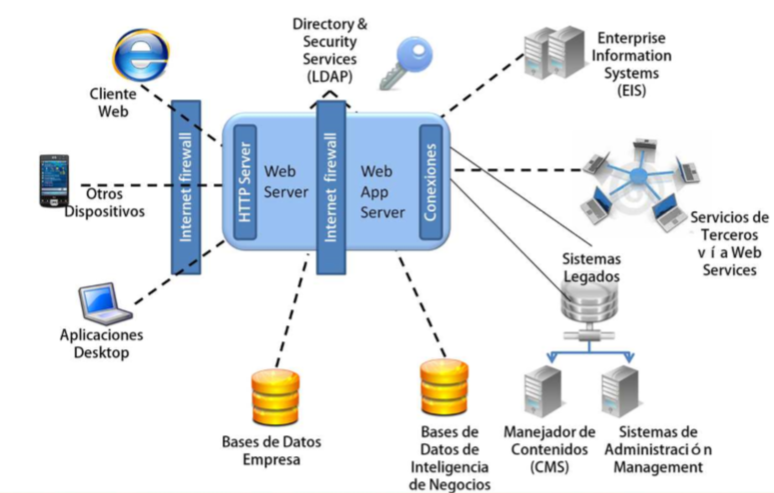 Directory &
Security
Services
(LDAP)
Enterprise
Information
Systems
(EIS)
Cliente
Web
Internet firewall
HTTP Server
Web
Server
Internet firewall
Web
App
Server
Conexiones
Otros
Dispositivos
Servicios de
Terceros
v í a Web
Services
Sistemas
Legados
Aplicaciones
Desktop
Bases de Datos
Empresa
Bases de
Datos de
Inteligencia
de Negocios
Manejador de
Contenidos
(CMS)
Sistemas de
Administraci ó n
Management